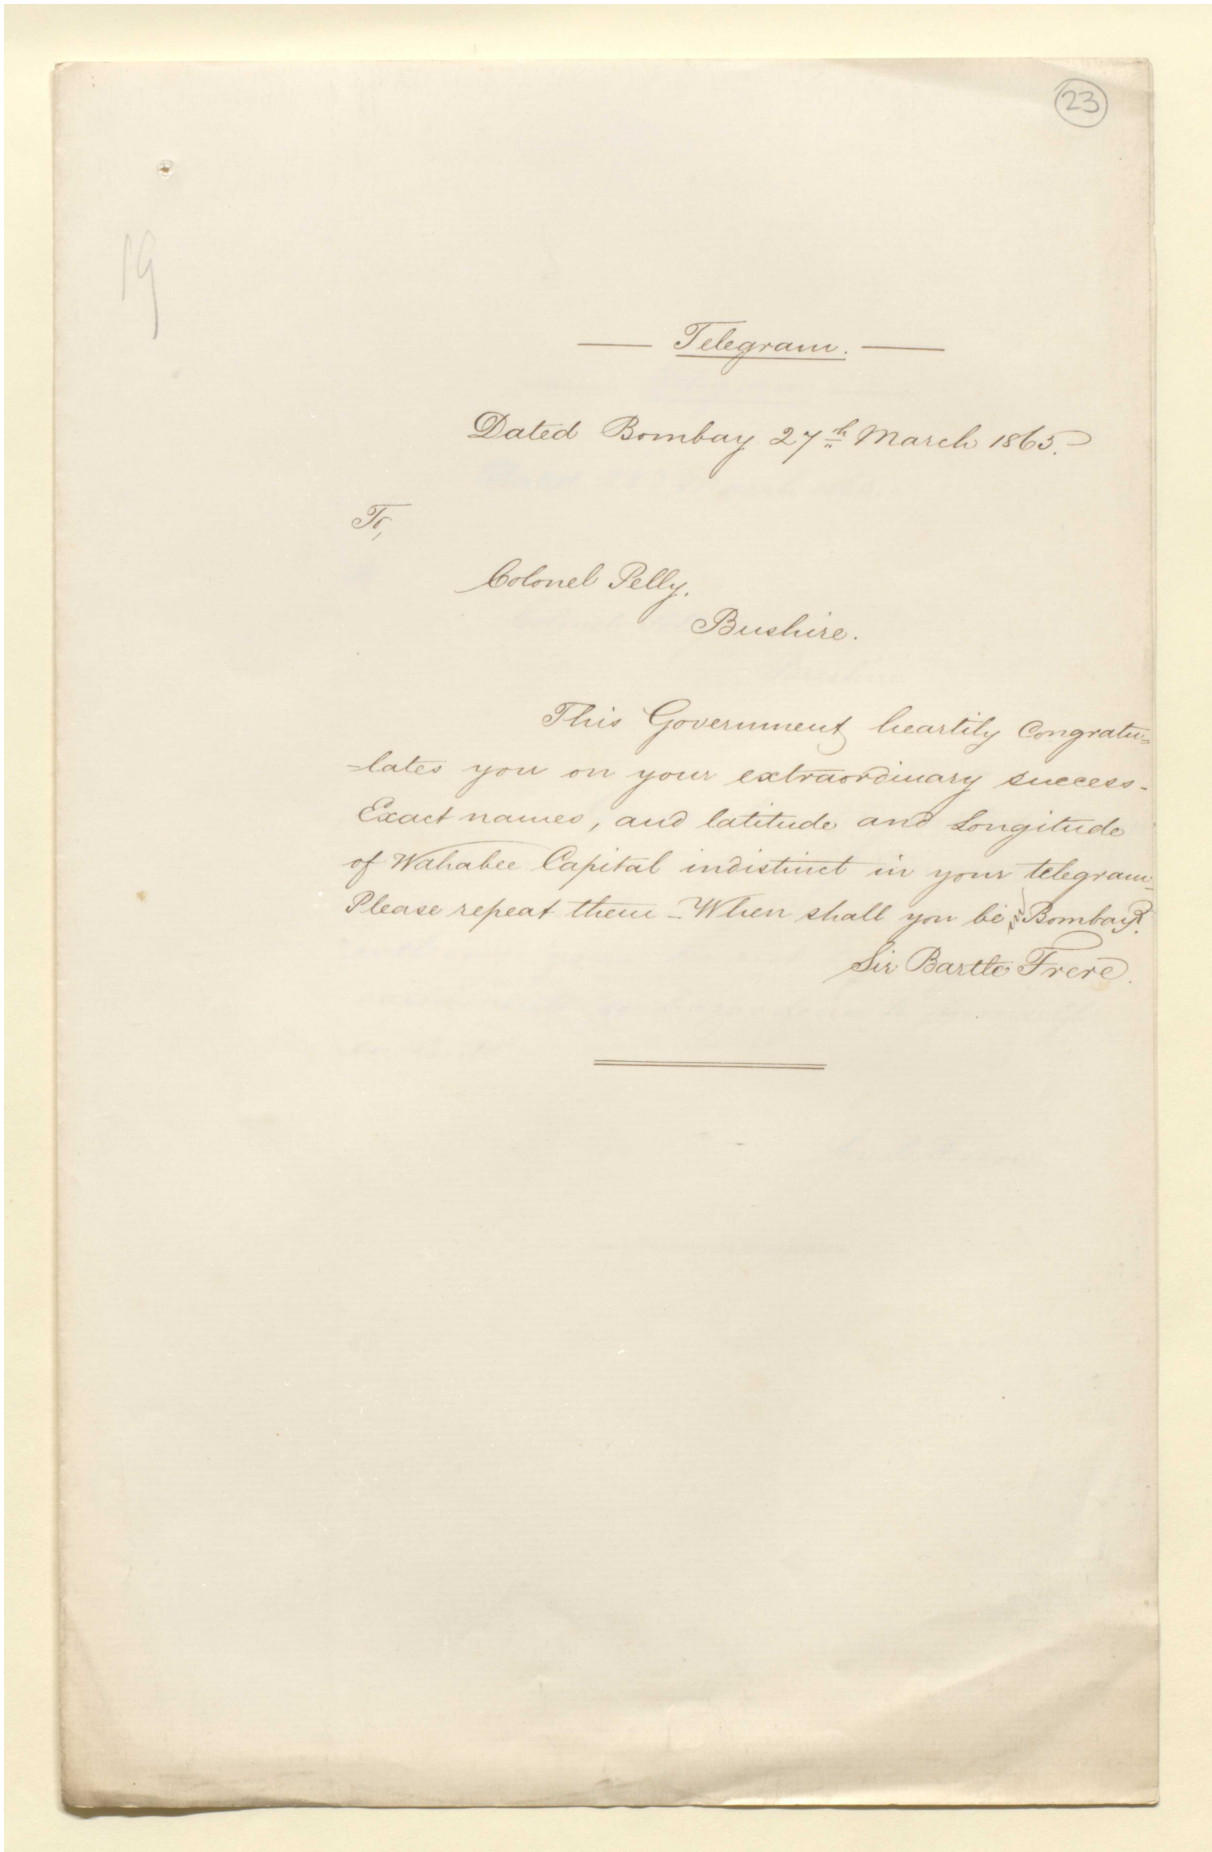 23
19
Telegram.
Dated Bombay 27th March 1865.
To,
Colonel Pelly.
Bushire.
This Government heartily Congratu=
=lates you on your extraordinary success.
Exact names, and latitude and Longitude
of Wahabee Capital indistinct in your telegram.
Please repeat them - When shall you be in Bombay?
Sir Bartle Frere.